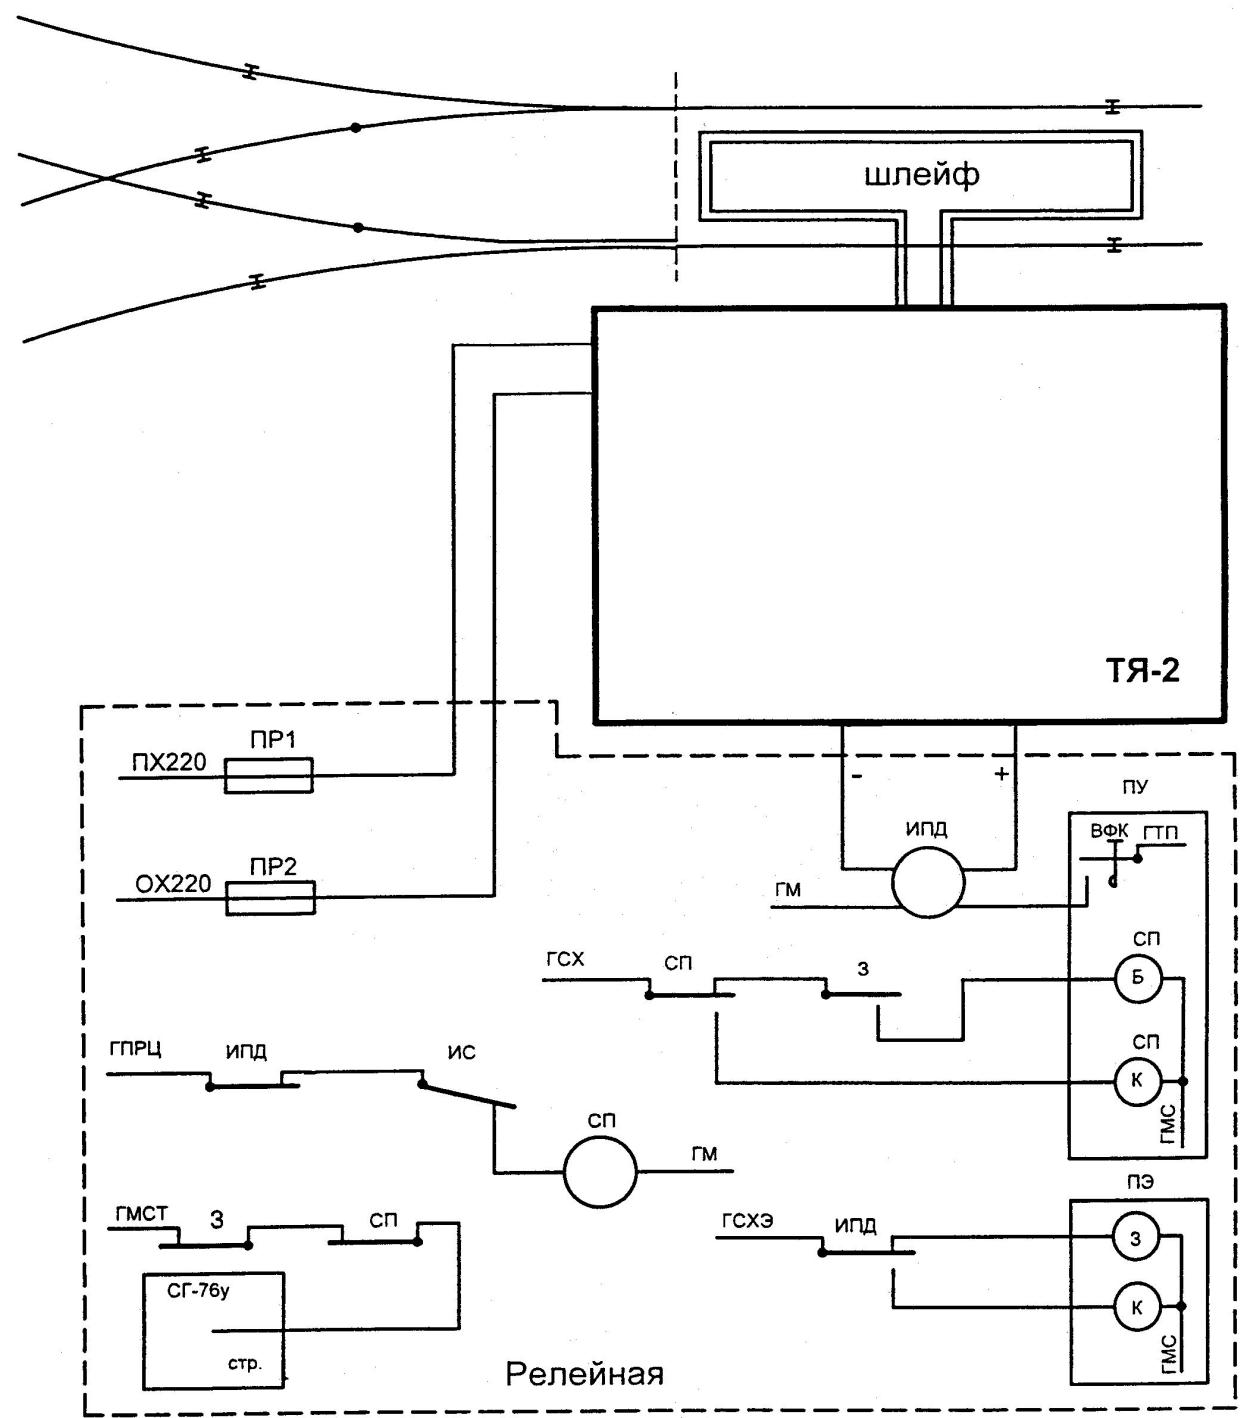 шлейф
ТЯ-2
ПР1
ПХ220
ПР2
ОХ220
- +
ИПД
ГМ
ПУ
ВФК ГТП
СП
Б
СП
К
ГМС
ГСХ СП З
ГПРЦ ИПД ИС
СП
ГМ
ГМСТ З СП
СГ-76у
стр.
ГСХЭ ИПД
ПЭ
З
К
ГМС
Релейная